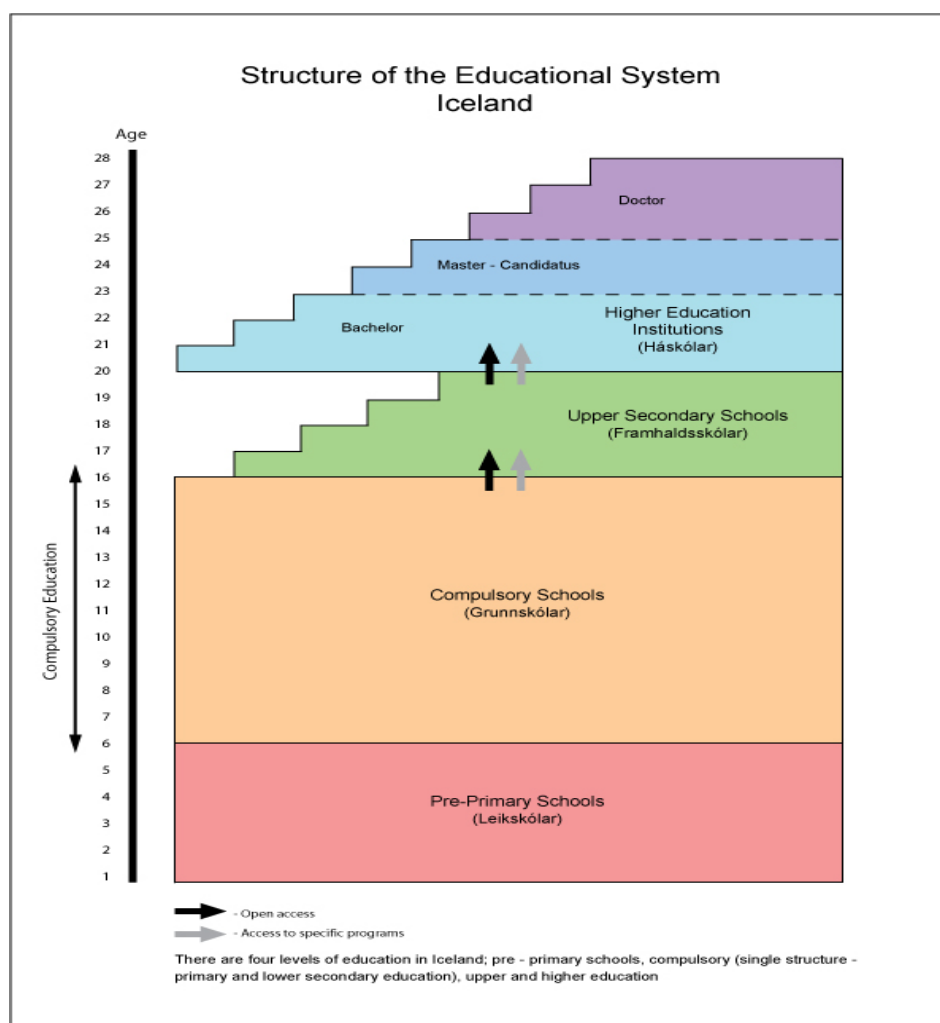 Structure of the Educational System
Iceland
Age
28
27
26
25
24
23
22
21
20
19
18
17
16
15
14
13
12
11
10
9
8
7
6
5
4
3
2
1
Compulsory Education
Doctor
Master - Candidatus
Bachelor
Higher Education
Institutions
(Háskólar)
Upper Secondary Schools
(Framhaldsskólar)
Compulsory Schools
(Grunnskólar)
Pre-Primary Schools
(Leikskólar)
- Open access
- Access to specific programs
There are four levels of education in Iceland; pre - primary schools, compulsory (single structure -
primary and lower secondary education), upper and higher education